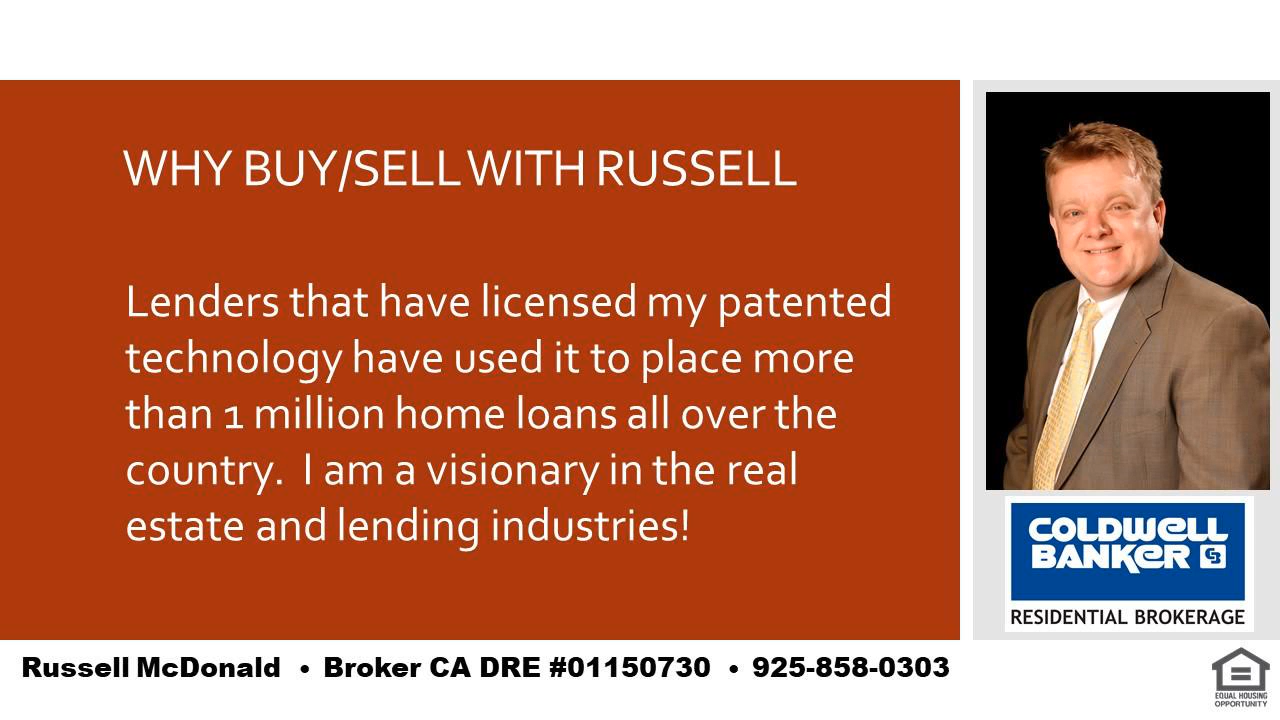 WHY BUY/SELL WITH RUSSELL
Lenders that have licensed my patented
technology have used it to place more
than 1 million home loans all over the
country.  I am a visionary in the real
estate and lending industries!
COLDWELL
BANKER CB
RESIDENTIAL BROKERAGE
Russell McDonald • Broker CA DRE #01150730 • 925-858-0303
EQUAL HOUSING
OPPORTUNITY